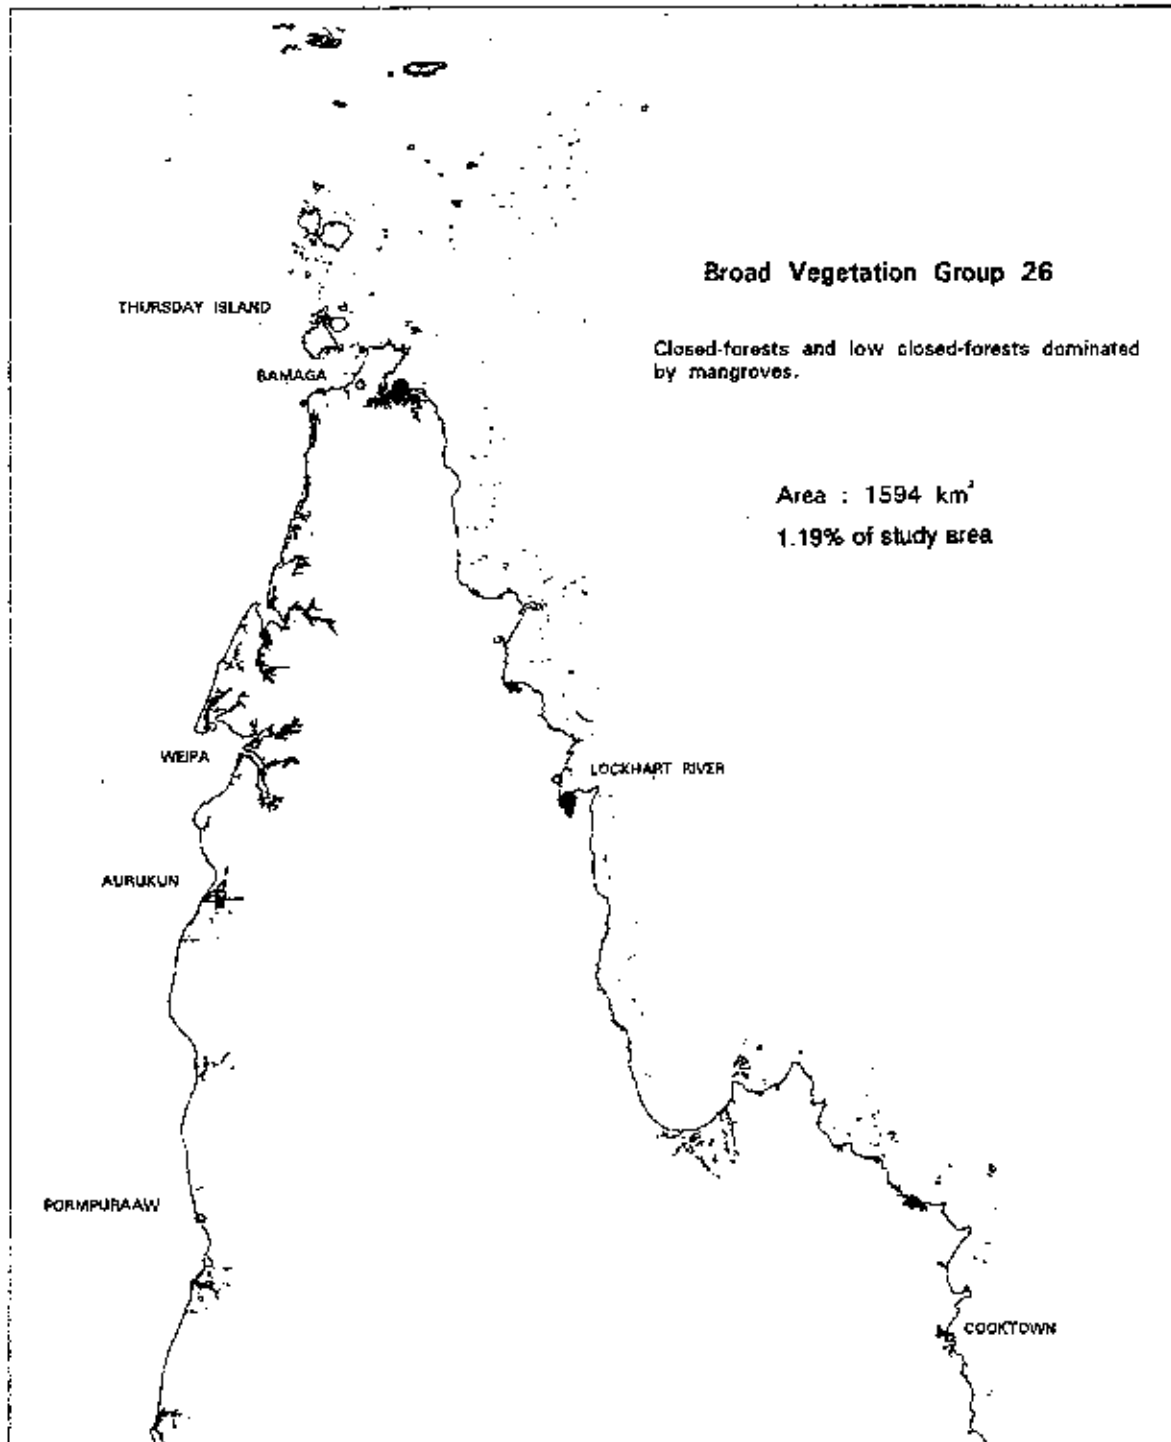 Broad Vegetation Group 26
THURSDAY ISLAND
Closed-forests and low closed-forests dominated
by mangroves.
BAMAGA
Area : 1594 km²
1.19% of study area
WEIPA
LOCKHART RIVER
AURUKUN
PORMPURAAW
COOKTOWN